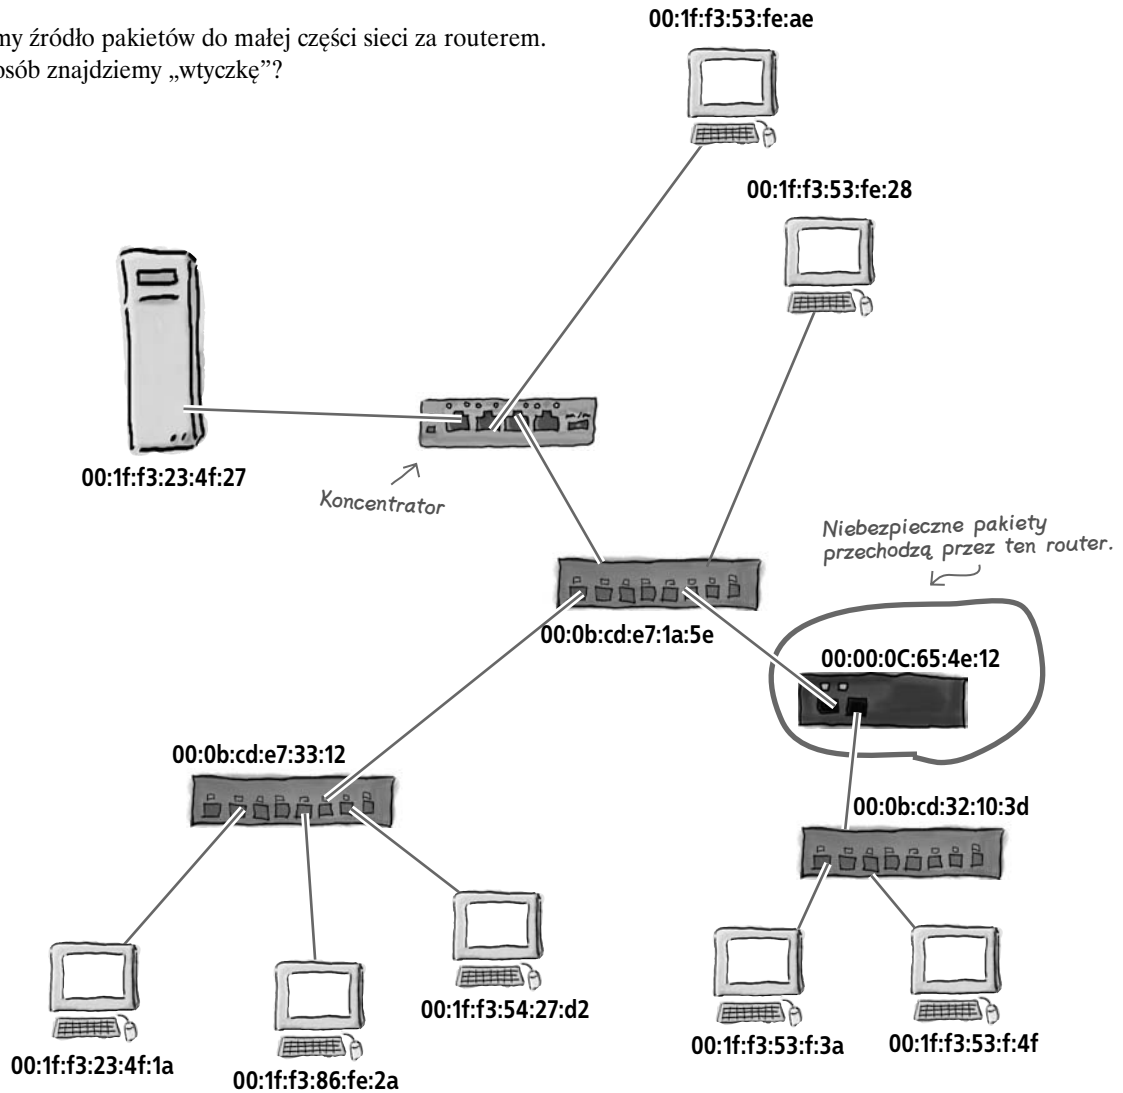 my źródło pakietów do małej części sieci za routerem.
osób znajdziemy „wtyczkę”?
00:1f:f3:53:fe:ae
00:1f:f3:53:fe:28
00:1f:f3:23:4f:27
Koncentrator
Niebezpieczne pakiety
przechodzą przez ten router.
00:0b:cd:e7:1a:5e
00:00:0C:65:4e:12
00:0b:cd:e7:33:12
00:0b:cd:32:10:3d
00:1f:f3:54:27:d2
00:1f:f3:53:f:3a
00:1f:f3:53:f:4f
00:1f:f3:23:4f:1a
00:1f:f3:86:fe:2a